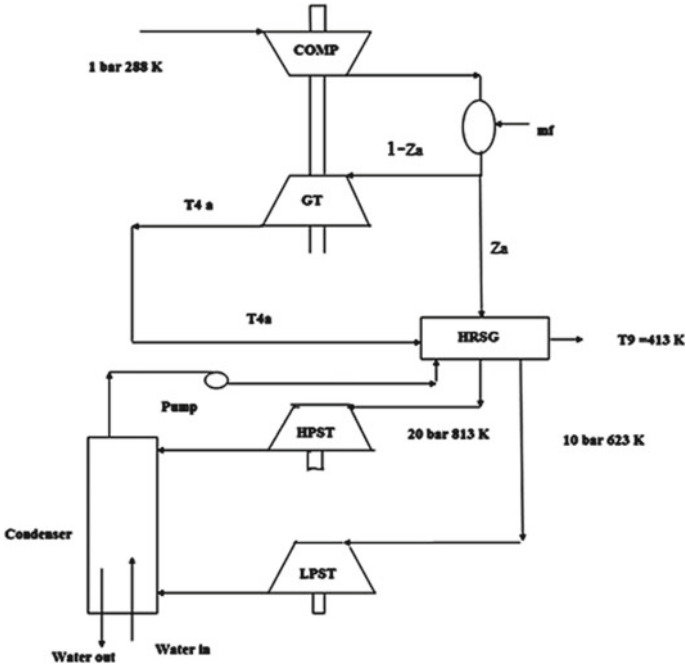 COMP
1 bar 288 K
mf
1-Za
GT
T4 a
Za
T4a
HRSG
T9 =413 K
Pump
HPST
20 bar 813 K
10 bar 623 K
Condenser
LPST
Water out
Water in